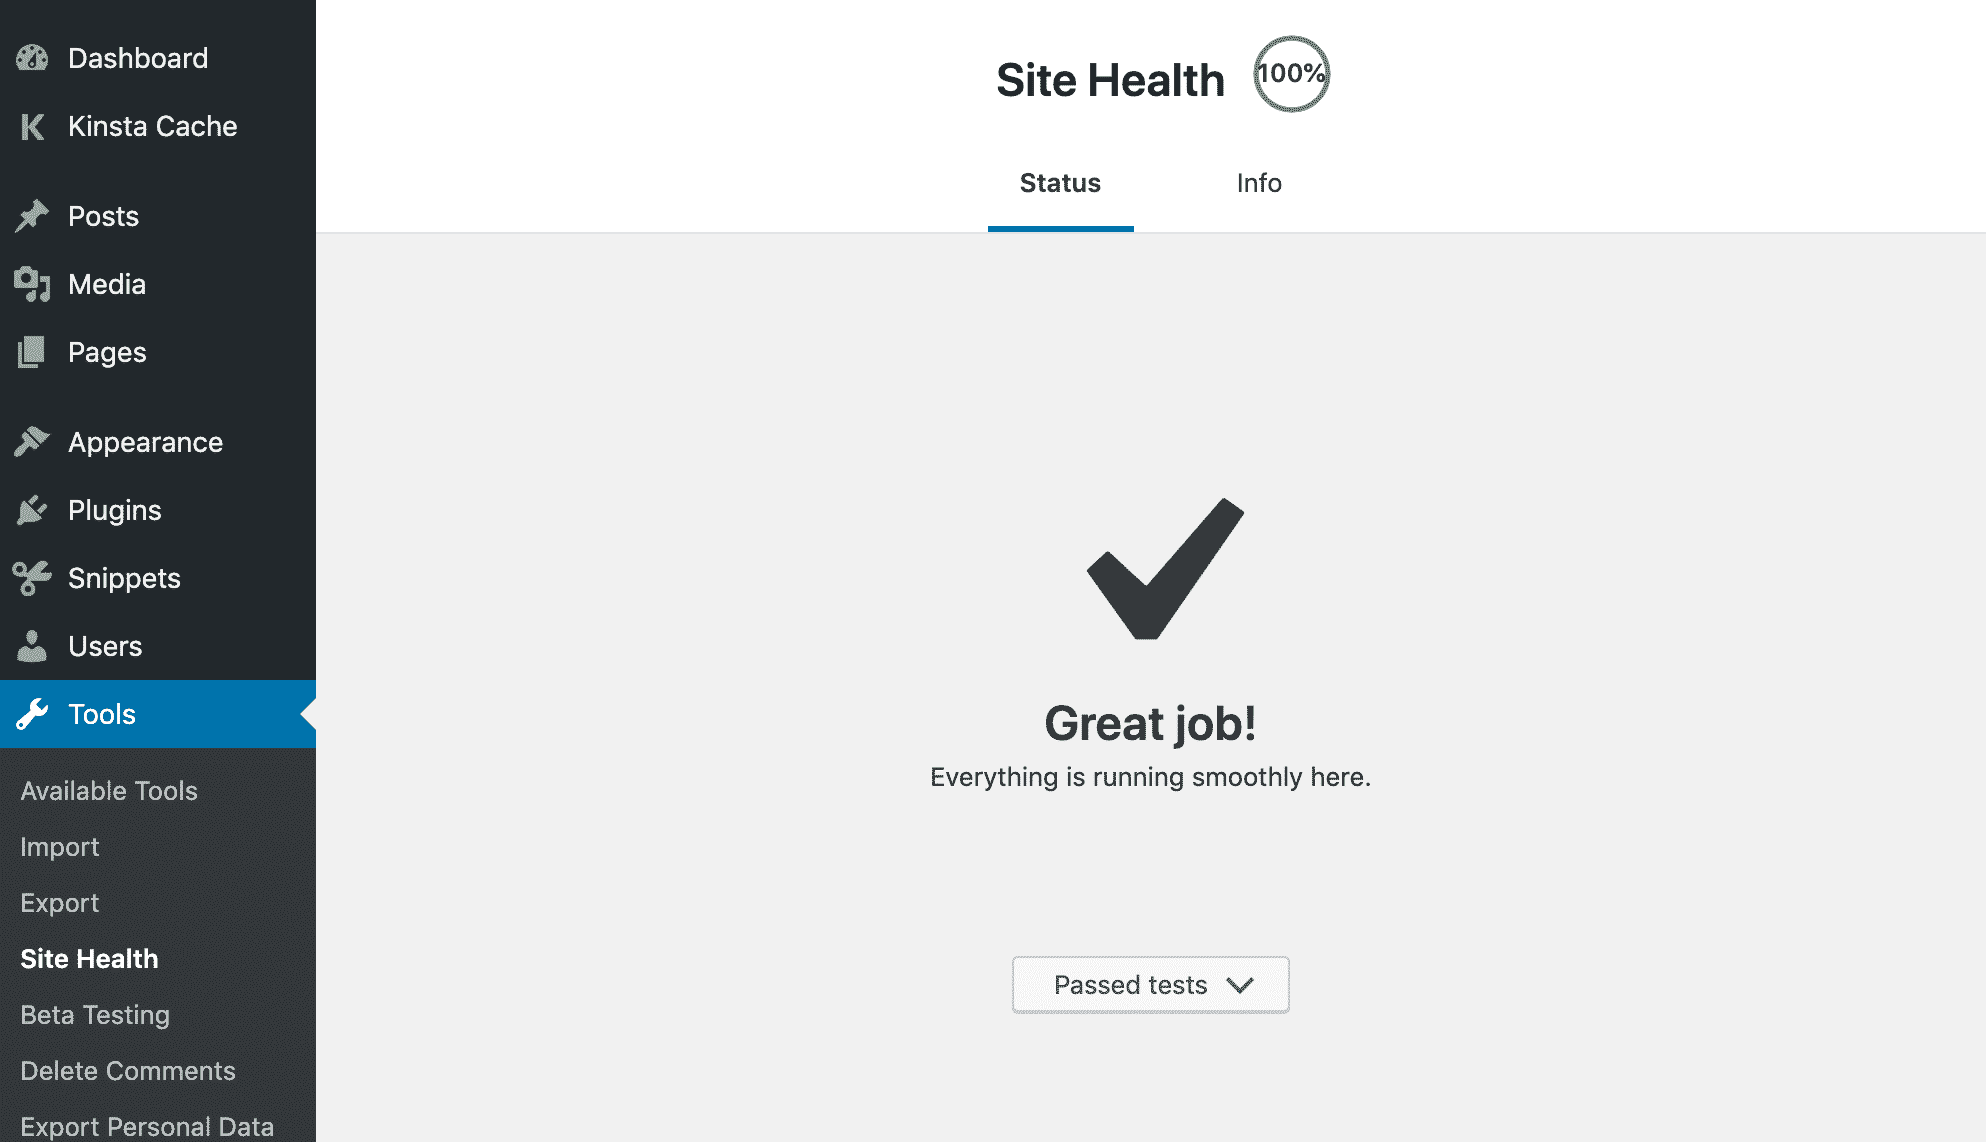 Dashboard
Kinsta Cache
Posts
Media
Pages
Appearance
Plugins
Snippets
Users
Tools
Available Tools
Import
Export
Site Health
Beta Testing
Delete Comments
Export Personal Data
Site Health 100%
Status Info
Great job!
Everything is running smoothly here.
Passed tests